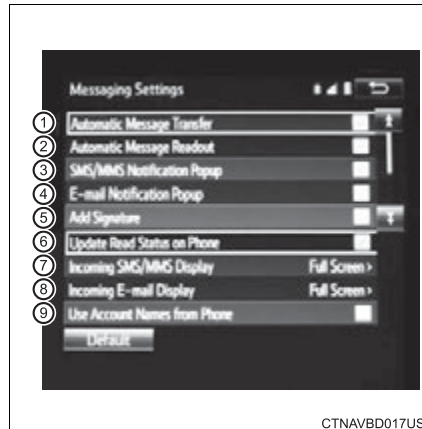 Messaging Settings
1 Automatic Message Transfer
2 Automatic Message Readout
3 SMS/MMS Notification Popup
4 E-mail Notification Popup
5 Add Signature
6 Update Read Status on Phone
7 Incoming SMS/MMS Display Full Screen ›
8 Incoming E-mail Display Full Screen ›
9 Use Account Names from Phone
Default
CTNAVBD017US